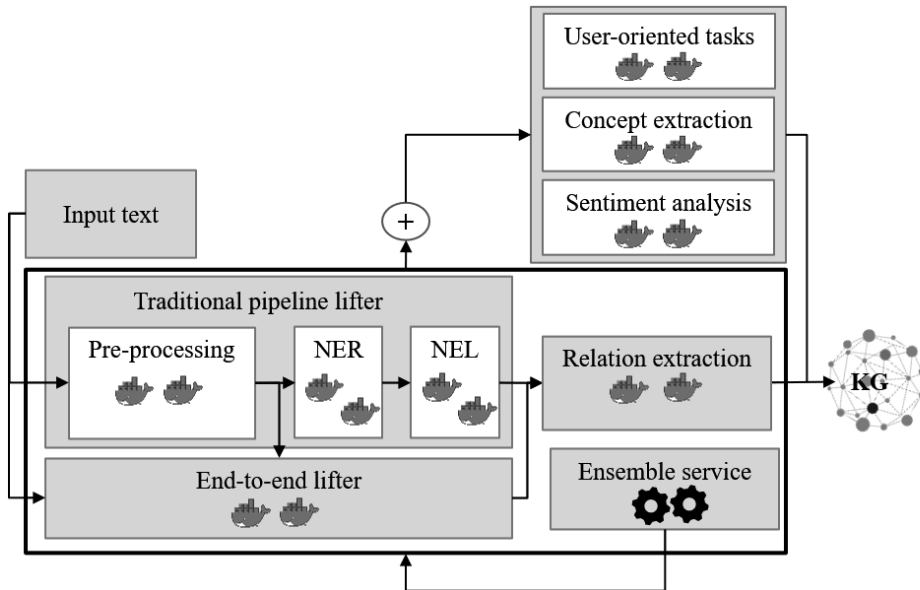 User-oriented tasks
Concept extraction
Sentiment analysis
Input text
+
Traditional pipeline lifter
Pre-processing
NER
NEL
Relation extraction
KG
End-to-end lifter
Ensemble service